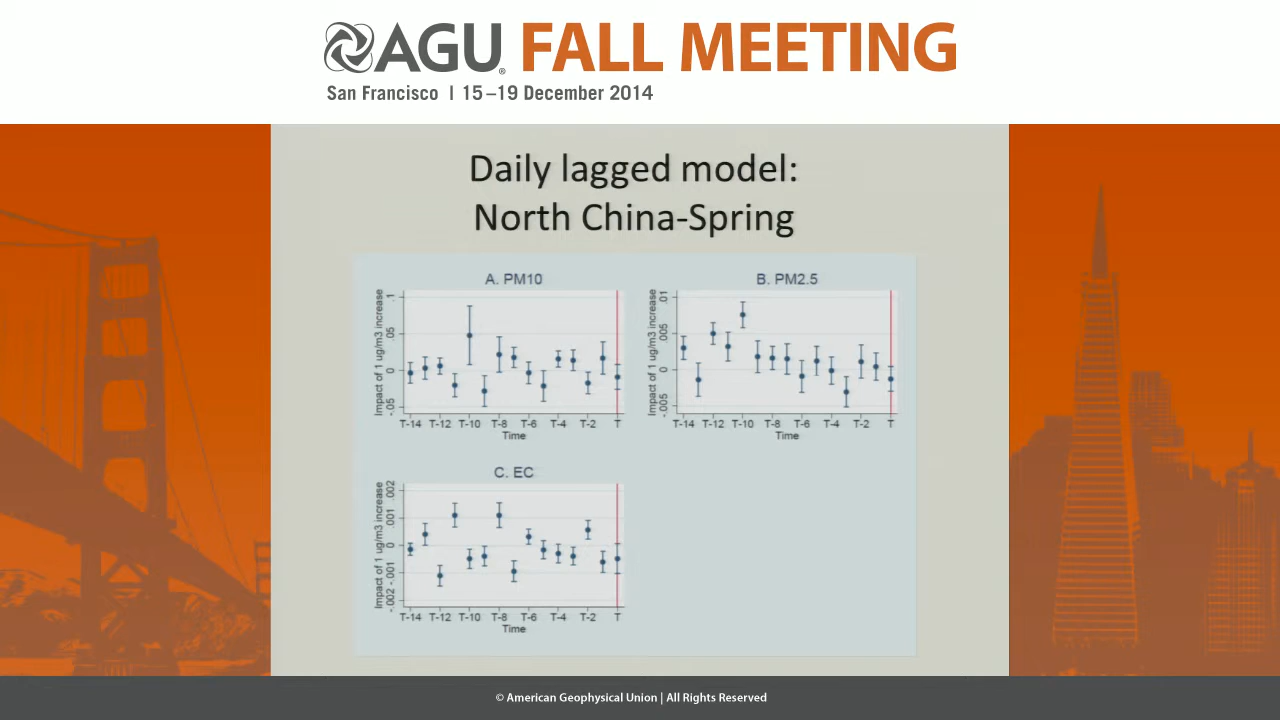 AGU FALL MEETING
San Francisco | 15–19 December 2014
Daily lagged model:
North China-Spring
A. PM10
Impact of 1 ug/m3 increase
-.05 0 .05 .1
T-14 T-12 T-10 T-8 T-6 T-4 T-2 T
Time
B. PM2.5
Impact of 1 ug/m3 increase
-.005 0 .005 .01
T-14 T-12 T-10 T-8 T-6 T-4 T-2 T
Time
C. EC
Impact of 1 ug/m3 increase
-.002 -.001 0 .001 .002
T-14 T-12 T-10 T-8 T-6 T-4 T-2 T
Time
© American Geophysical Union | All Rights Reserved